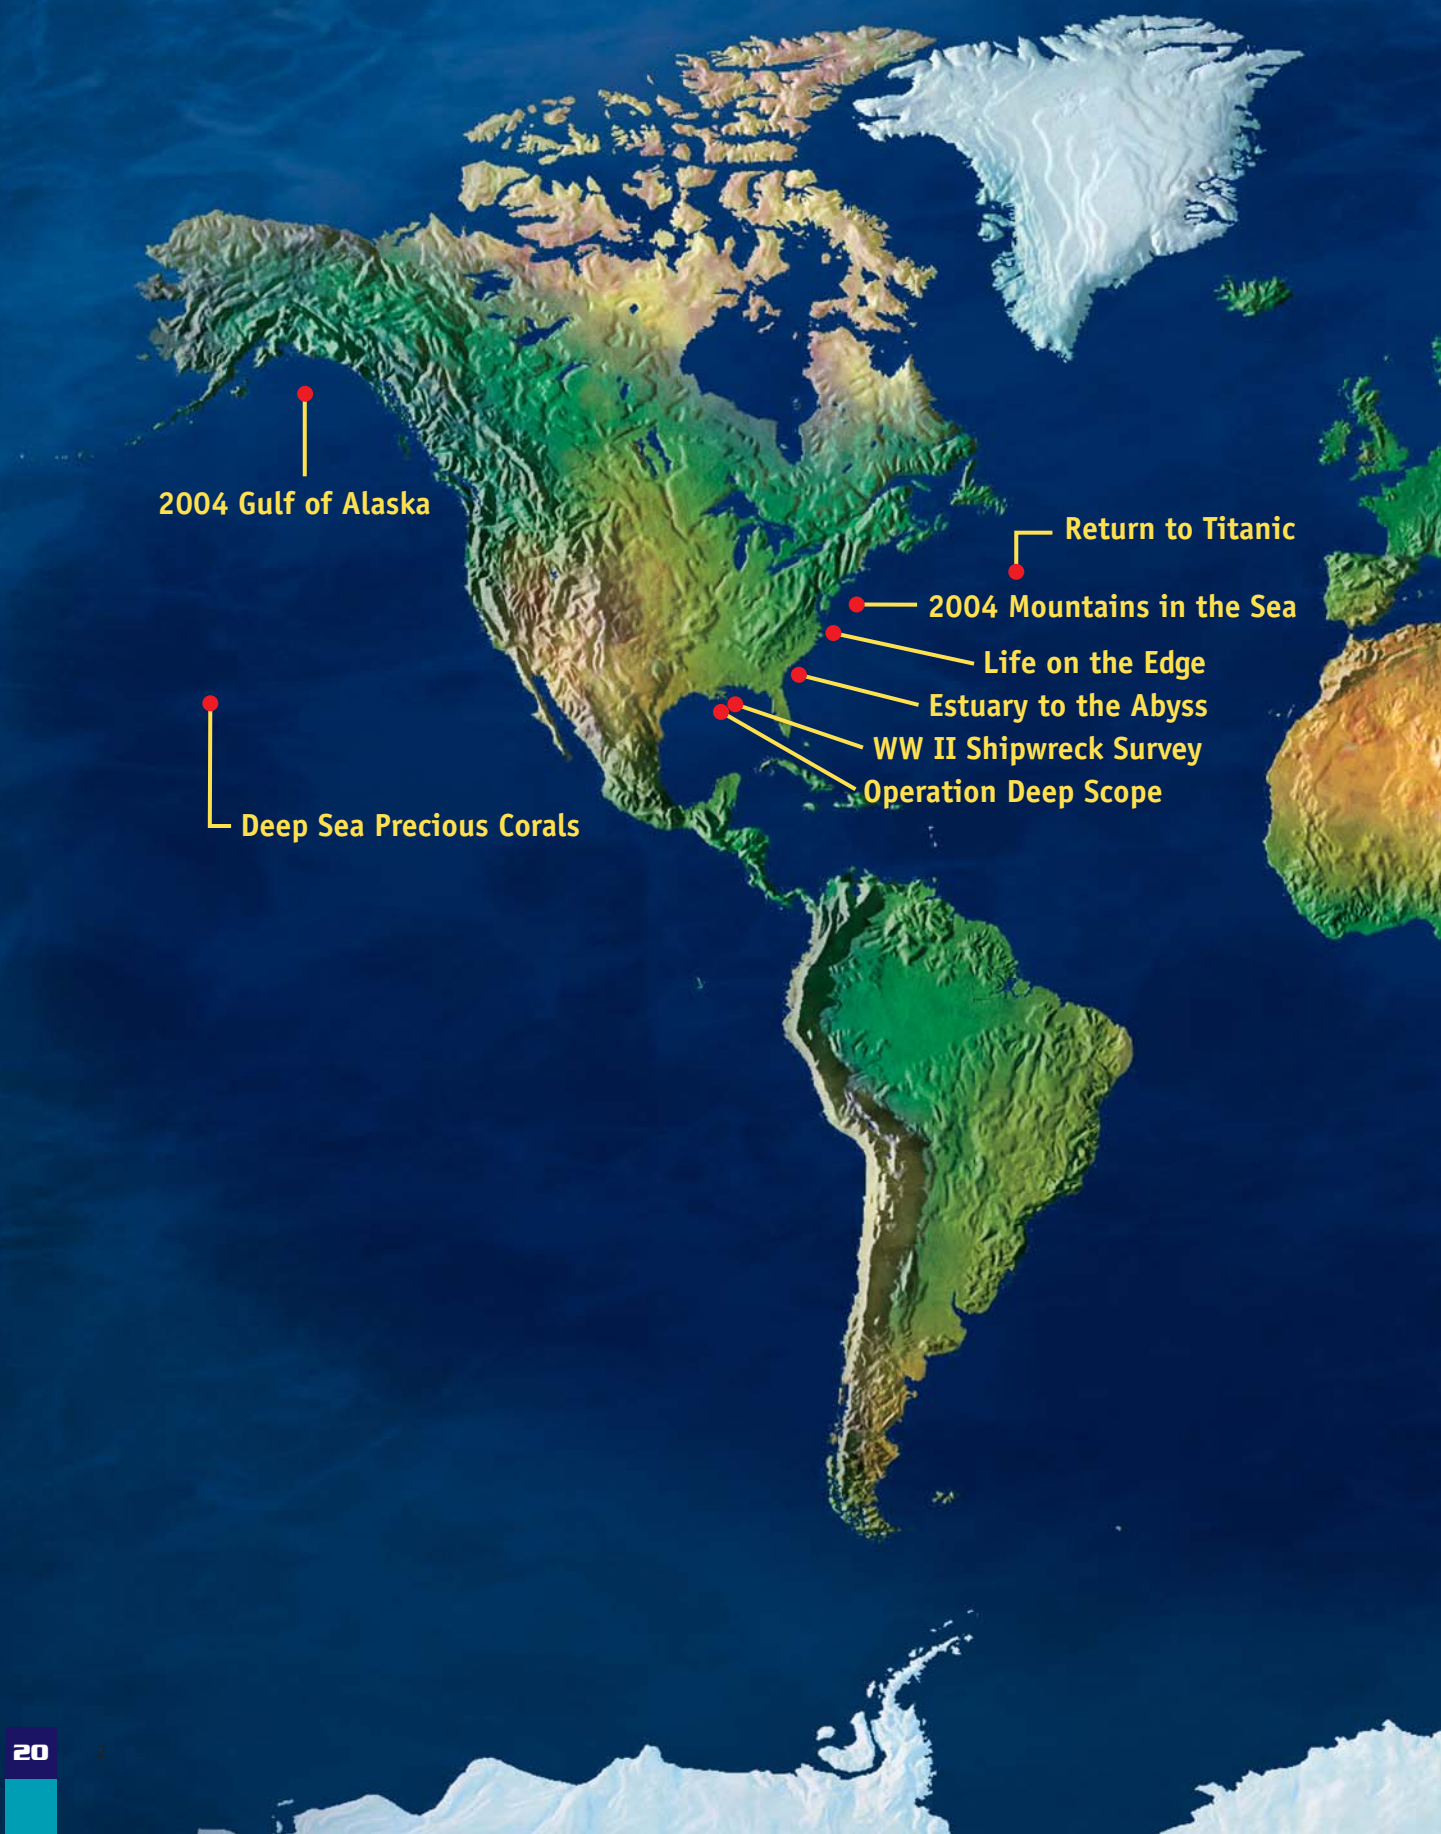 2004 Gulf of Alaska
Return to Titanic
2004 Mountains in the Sea
Life on the Edge
Estuary to the Abyss
WW II Shipwreck Survey
Operation Deep Scope
Deep Sea Precious Corals
20